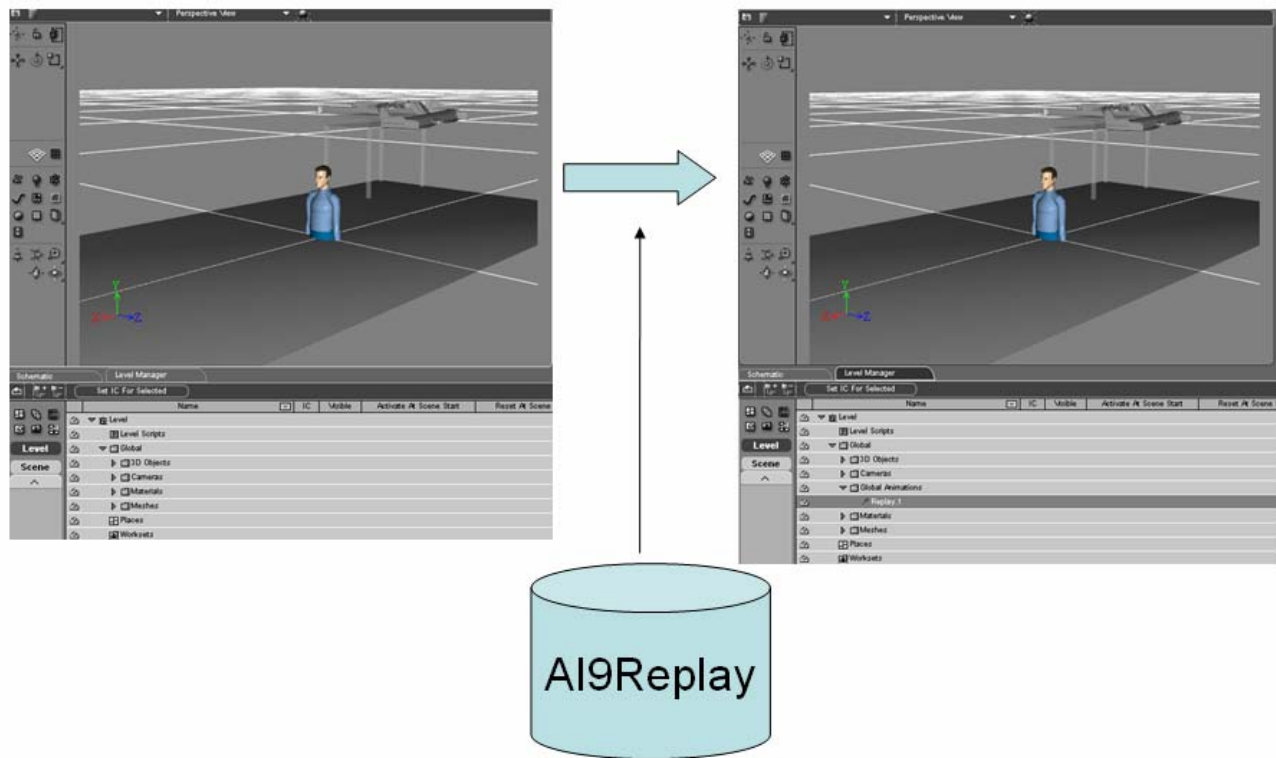 Perspective View
Y
X Z
Schematic Level Manager
Set IC For Selected
Name IC Visible Activate At Scene Start Reset At Scene
Level
Level Scripts
Level
Global
Scene
3D Objects
Cameras
Materials
Meshes
Places
Worksets
Perspective View
Y
X Z
Schematic Level Manager
Set IC For Selected
Name IC Visible Activate At Scene Start Reset At Scene
Level
Level Scripts
Level
Global
3D Objects
Scene
Cameras
Global Animations
Replay 1
Materials
Meshes
Places
Worksets
AI9Replay